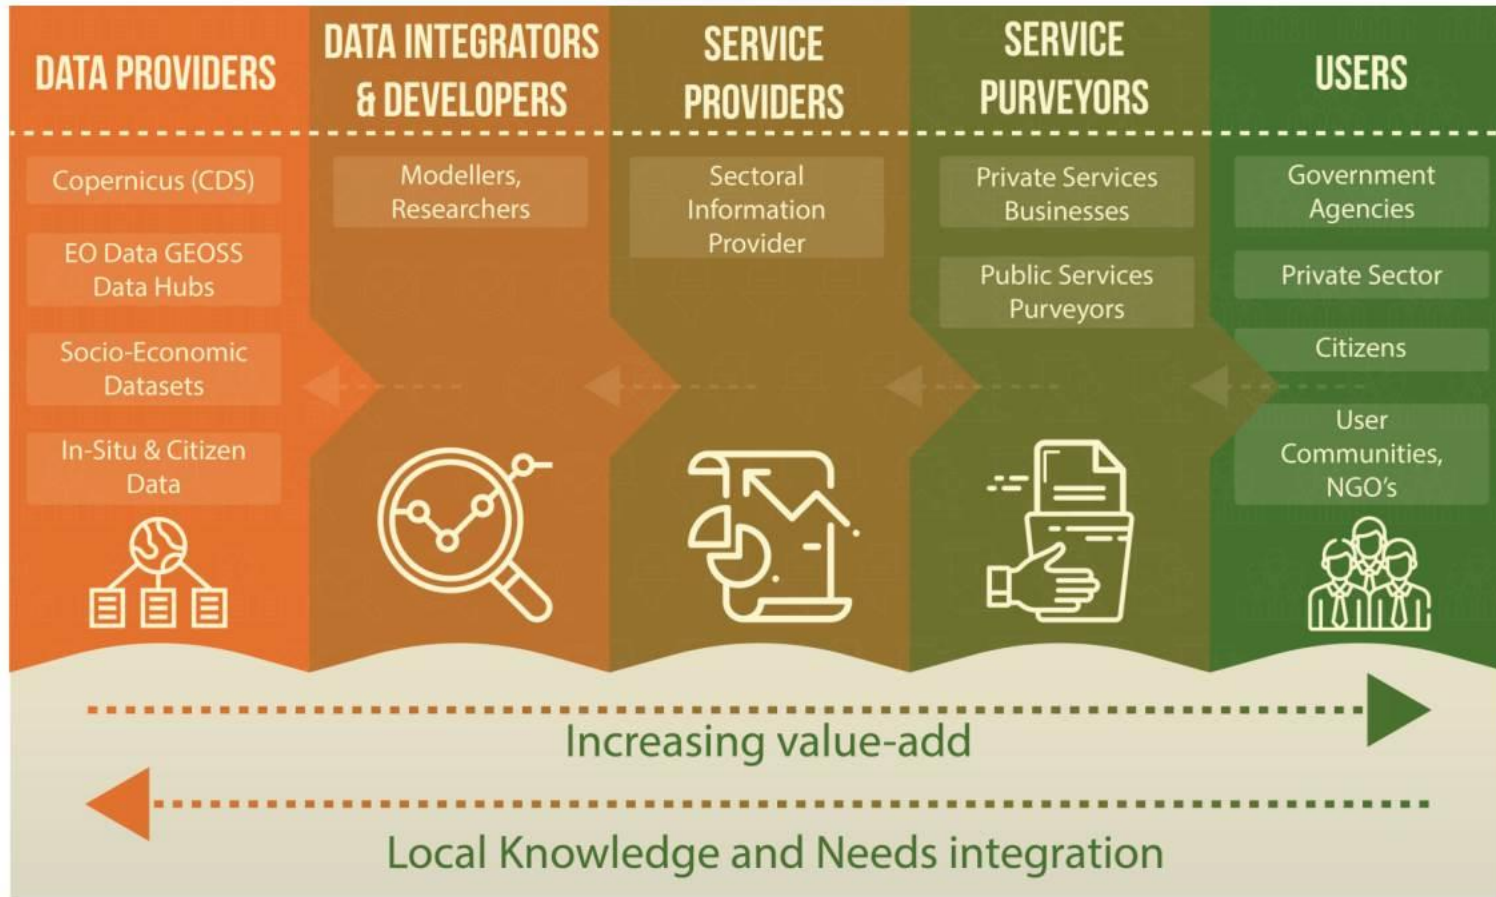 DATA PROVIDERS
Copernicus (CDS)
EO Data GEOSS
Data Hubs
Socio-Economic
Datasets
In-Situ & Citizen
Data
DATA INTEGRATORS
& DEVELOPERS
Modellers,
Researchers
SERVICE
PROVIDERS
Sectoral
Information
Provider
SERVICE
PURVEYORS
Private Services
Businesses
Public Services
Purveyors
USERS
Government
Agencies
Private Sector
Citizens
User
Communities,
NGO's
Increasing value-add
Local Knowledge and Needs integration